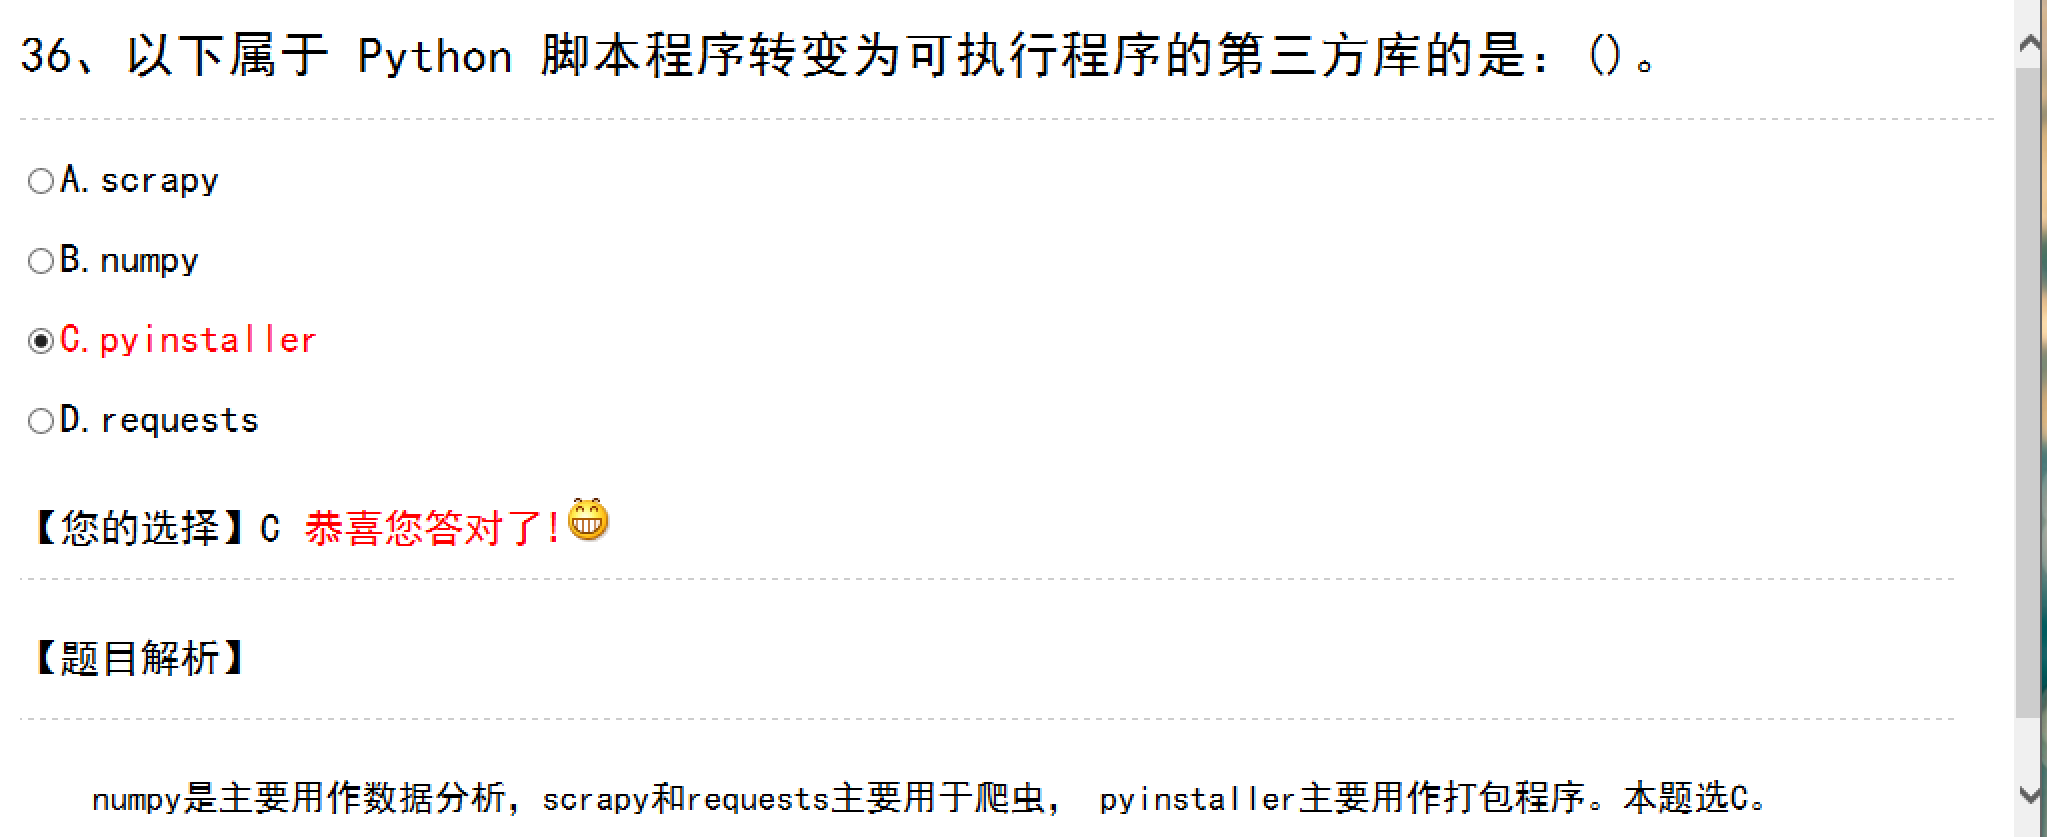 36、以下属于 Python 脚本程序转变为可执行程序的第三方库的是：()。
A.scrapy
B.numpy
C.pyinstaller
D.requests
【您的选择】C 恭喜您答对了!
【题目解析】
numpy是主要用作数据分析，scrapy和requests主要用于爬虫， pyinstaller主要用作打包程序。本题选C。